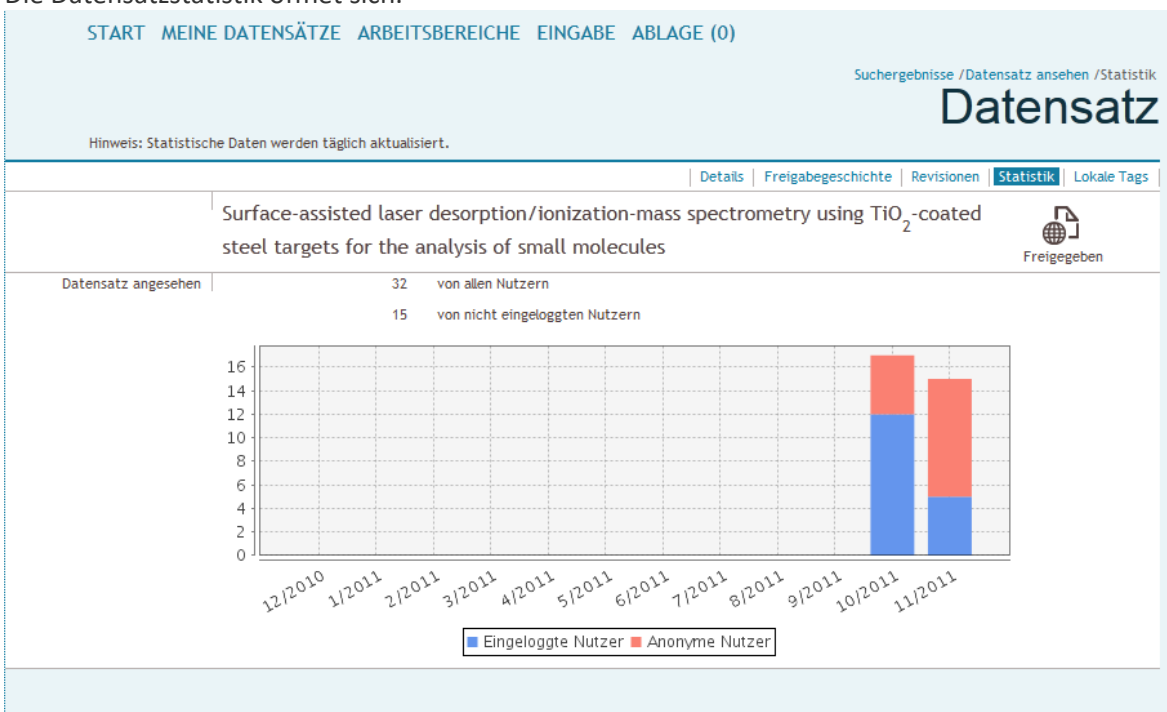 Die Datensatzstatistik öffnet sich.
START MEINE DATENSÄTZE ARBEITSBEREICHE EINGABE ABLAGE (0)
Suchergebnisse /Datensatz ansehen /Statistik
Datensatz
Hinweis: Statistische Daten werden täglich aktualisiert.
Details | Freigabegeschichte | Revisionen | Statistik | Lokale Tags
Surface-assisted laser desorption/ionization-mass spectrometry using TiO2-coated
steel targets for the analysis of small molecules
Freigegeben
Datensatz angesehen
32 von allen Nutzern
15 von nicht eingeloggten Nutzern
16
14
12
10
8
6
4
2
0
12/2010 1/2011 2/2011 3/2011 4/2011 5/2011 6/2011 7/2011 8/2011 9/2011 10/2011 11/2011
Eingeloggte Nutzer Anonyme Nutzer